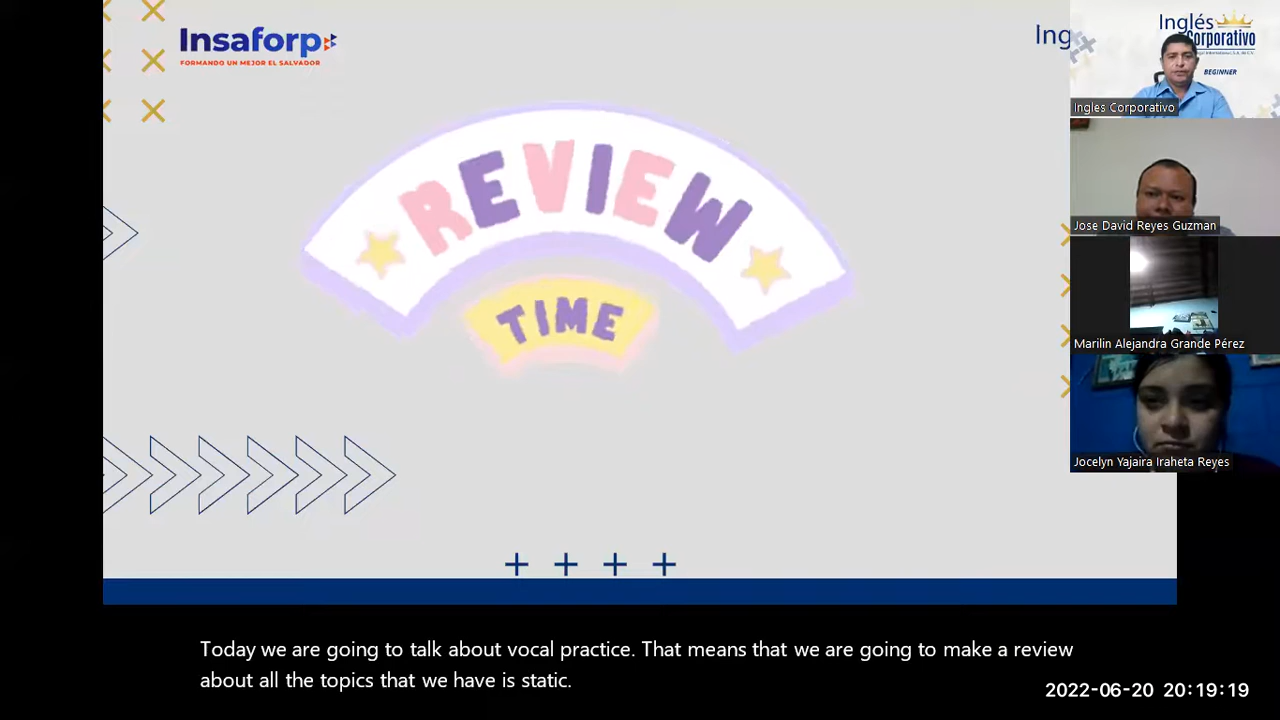 Insaforp
FORMANDO UN MEJOR EL SALVADOR
REVIEW
TIME
Ing
Inglés
Corporativo
BEGINNER
Ingles Corporativo
Jose David Reyes Guzman
Marilin Alejandra Grande Pérez
Jocelyn Yajaira Iraheta Reyes
Today we are going to talk about vocal practice. That means that we are going to make a review
about all the topics that we have is static.
2022-06-20 20:19:19